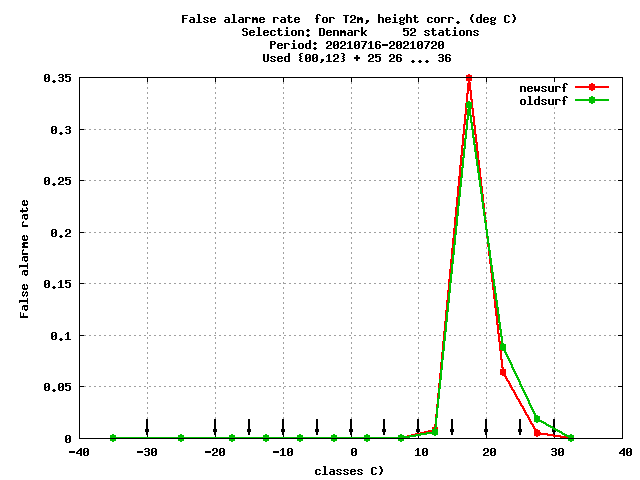 False alarme rate  for T2m, height corr. (deg C)
Selection: Denmark     52 stations
Period: 20210716-20210720
Used {00,12} + 25 26 ... 36
newsurf
oldsurf
0.35
0.3
0.25
0.2
0.15
0.1
0.05
0
False alarme rate
-40 -30 -20 -10 0 10 20 30 40
classes C)